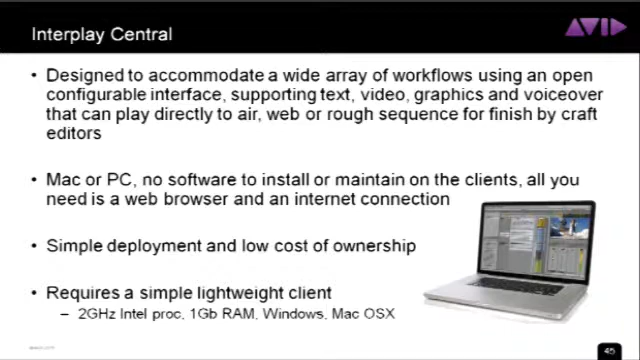 Interplay Central
AVID
• Designed to accommodate a wide array of workflows using an open
configurable interface, supporting text, video, graphics and voiceover
that can play directly to air, web or rough sequence for finish by craft
editors
• Mac or PC, no software to install or maintain on the clients, all you
need is a web browser and an internet connection
• Simple deployment and low cost of ownership
• Requires a simple lightweight client
– 2GHz Intel proc, 1Gb RAM, Windows, Mac OSX
45